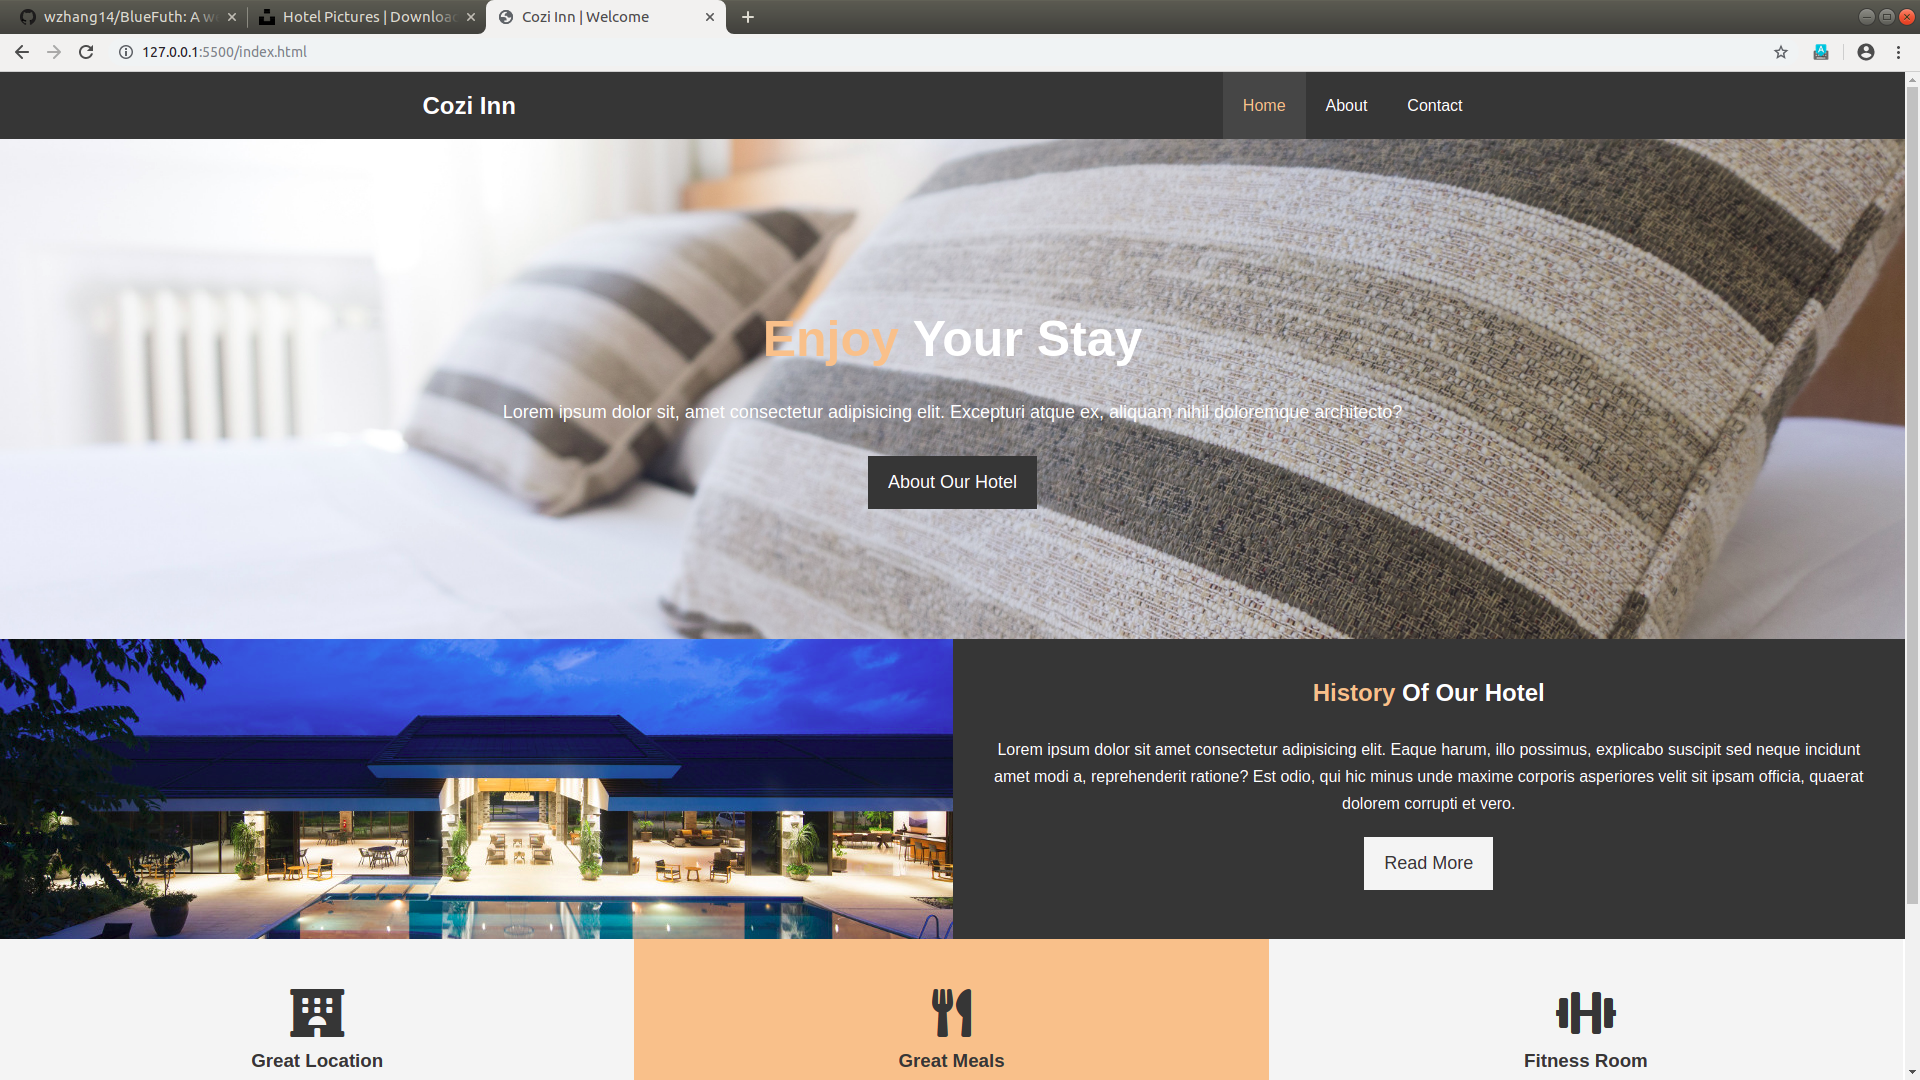 wzhang14/BlueFuth: A w
Hotel Pictures | Download
Cozi Inn | Welcome
127.0.0.1:5500/index.html
Cozi Inn
Home
About
Contact
Enjoy Your Stay
Lorem ipsum dolor sit, amet consectetur adipisicing elit. Excepturi atque ex, aliquam nihil doloremque architecto?
About Our Hotel
History Of Our Hotel
Lorem ipsum dolor sit amet consectetur adipisicing elit. Eaque harum, illo possimus, explicabo suscipit sed neque incidunt
amet modi a, reprehenderit ratione? Est odio, qui hic minus unde maxime corporis asperiores velit sit ipsam officia, quaerat
dolorem corrupti et vero.
Read More
Great Location
Great Meals
Fitness Room